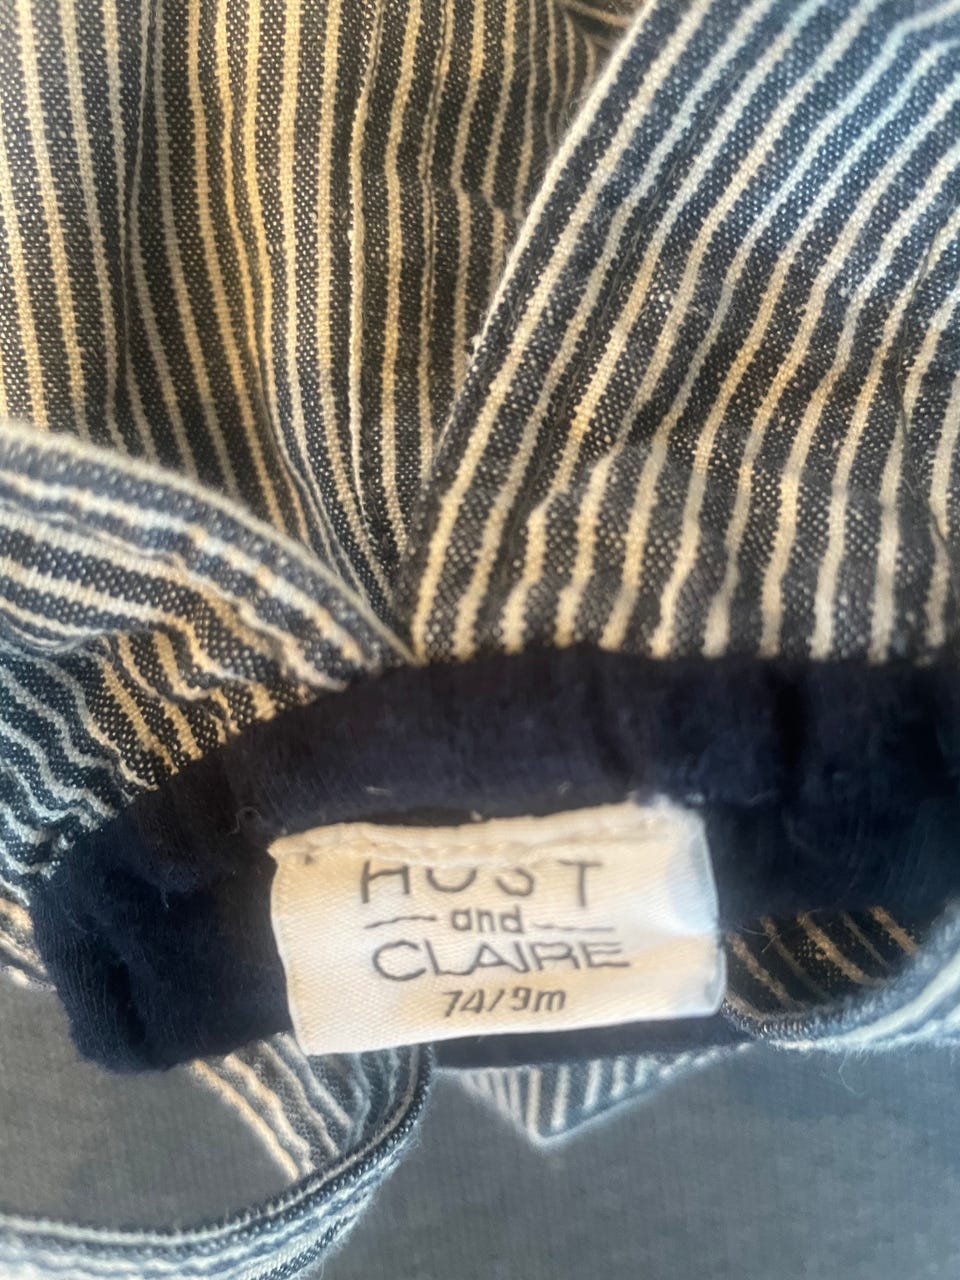 HUST
and
CLAIRE
74/9m